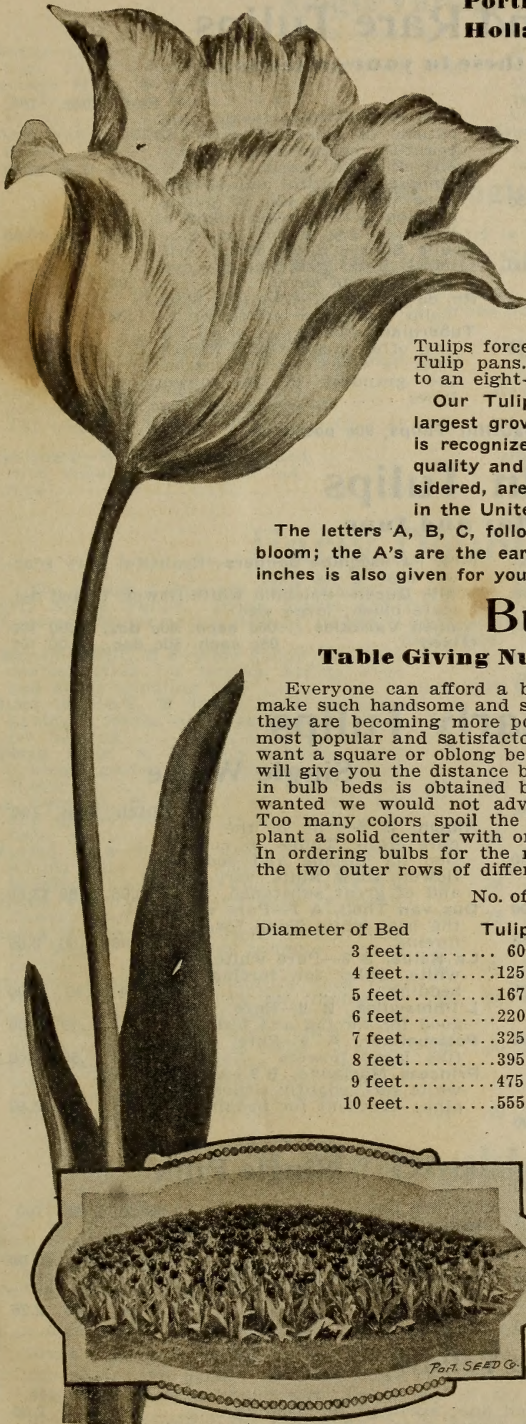 Holla
Tulips force
Tulip pans.
to an eight-
Our Tulip
largest grow
is recognize
quality and
sidered, are
in the Unite
The letters A, B, C, follo
bloom; the A's are the ear
inches is also given for you
Bu
Table Giving Nu
Everyone can afford a b
make such handsome and s
they are becoming more po
most popular and satisfacto
want a square or oblong be
will give you the distance b
in bulb beds is obtained b
wanted we would not adv
Too many colors spoil the
plant a solid center with or
In ordering bulbs for the r
the two outer rows of differ
No. of
Diameter of Bed Tulip
3 feet.......... 60
4 feet..........125
5 feet..........167
6 feet..........220
7 feet..........325
8 feet..........395
9 feet..........475
10 feet..........555
Port. SEED Co.